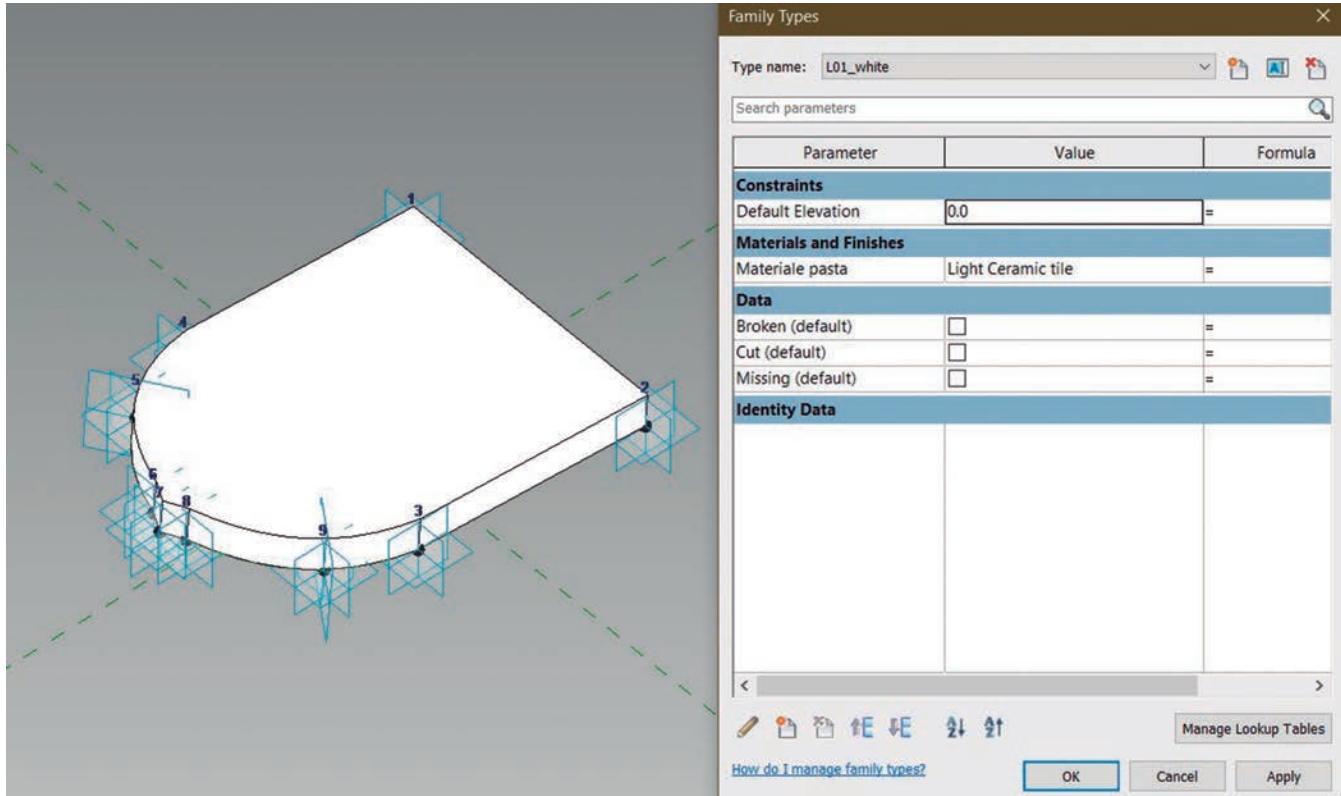 1
4
5
2
6
7
8
9
3
Family Types
Type name: L01_white
Search parameters
Parameter Value Formula
Constraints
Default Elevation 0.0 =
Materials and Finishes
Materiale pasta Light Ceramic tile =
Data
Broken (default) =
Cut (default) =
Missing (default) =
Identity Data
Manage Lookup Tables
How do I manage family types?
OK Cancel Apply